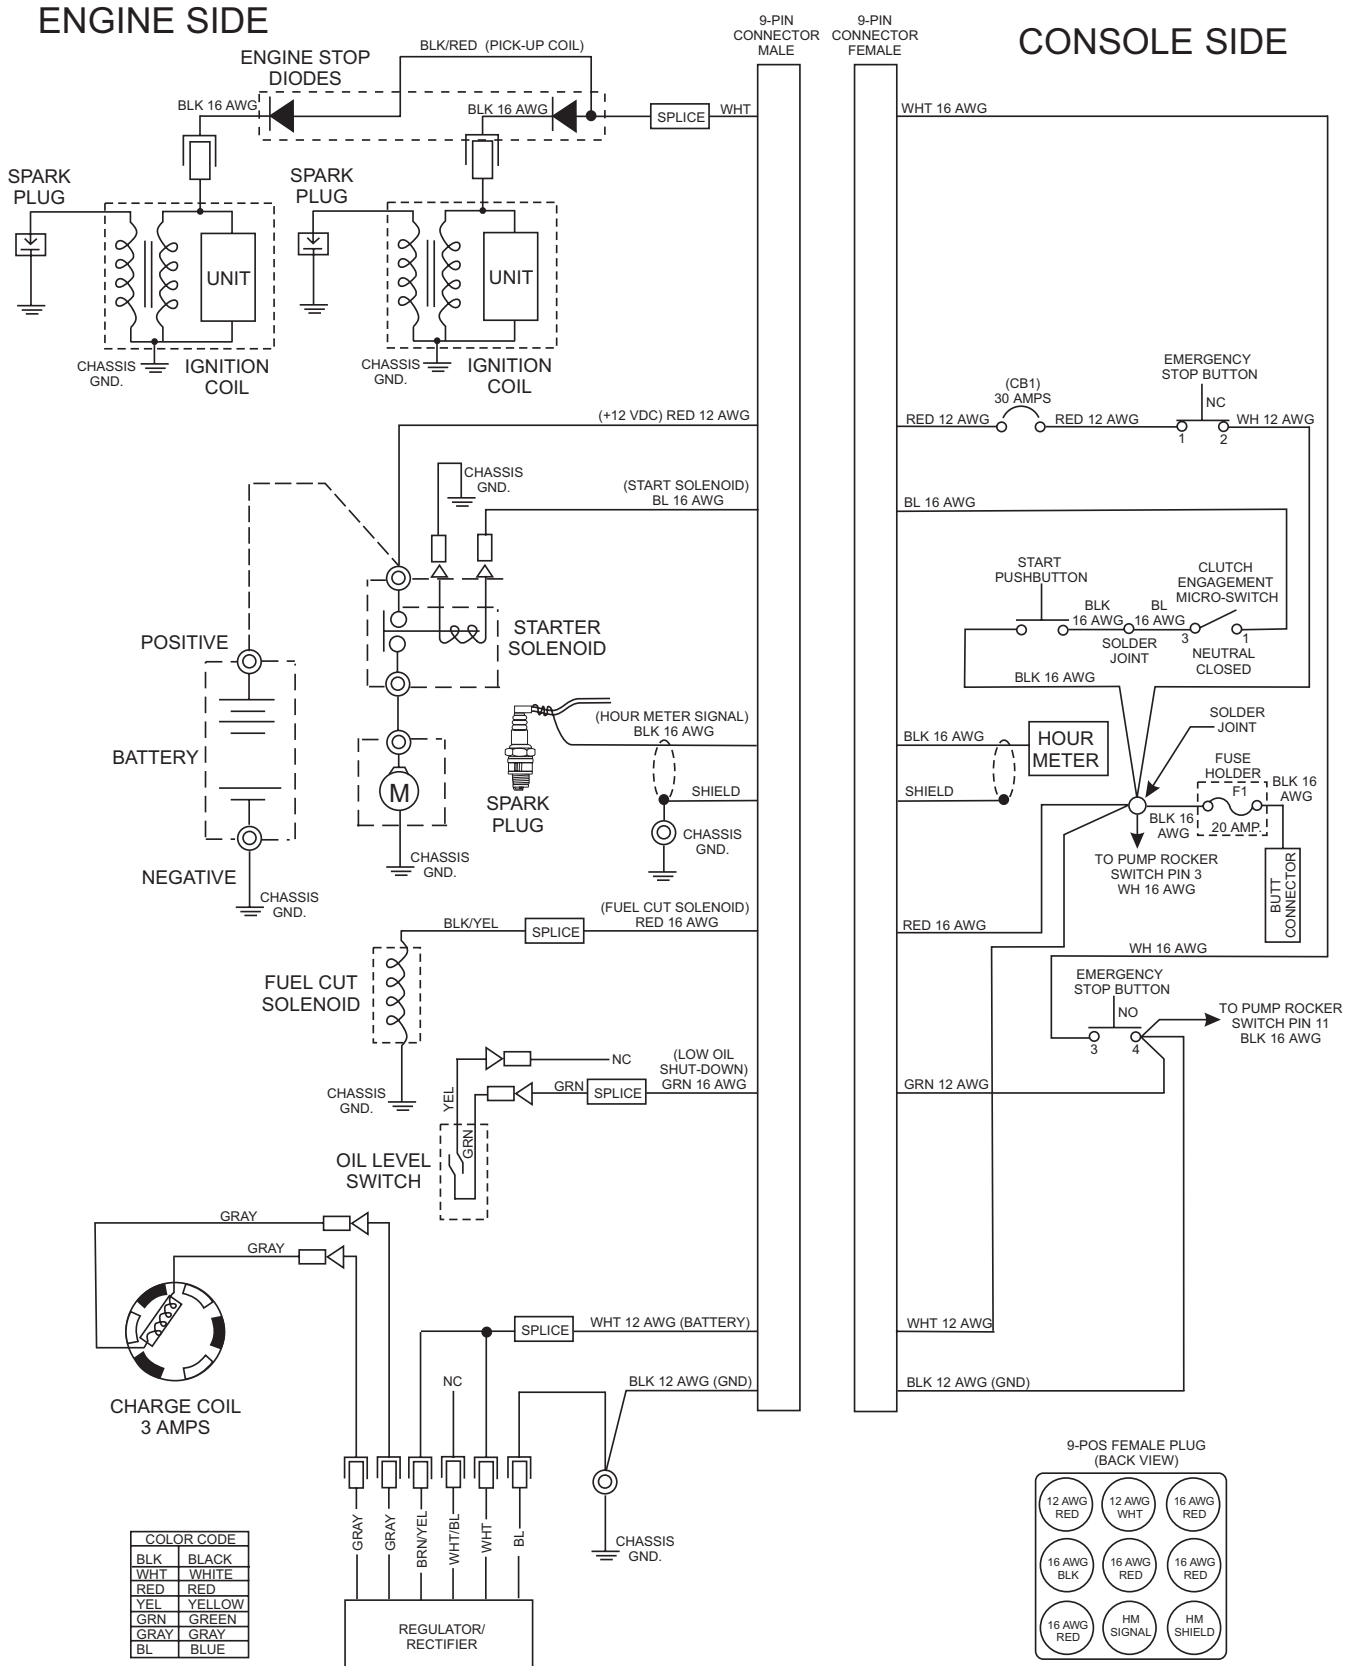 ENGINE SIDE
9-PIN
CONNECTOR
MALE
9-PIN
CONNECTOR
FEMALE
CONSOLE SIDE
BLK/RED (PICK-UP COIL)
ENGINE STOP
DIODES
BLK 16 AWG
BLK 16 AWG
SPLICE
WHT
WHT 16 AWG
SPARK
PLUG
SPARK
PLUG
UNIT
UNIT
CHASSIS
GND.
IGNITION
COIL
CHASSIS
GND.
IGNITION
COIL
EMERGENCY
STOP BUTTON
(CB1)
30 AMPS
NC
(+12 VDC) RED 12 AWG
RED 12 AWG
RED 12 AWG
WH 12 AWG
1
2
CHASSIS
GND.
(START SOLENOID)
BL 16 AWG
BL 16 AWG
START
PUSHBUTTON
CLUTCH
ENGAGEMENT
MICRO-SWITCH
BLK
16 AWG
BL
16 AWG
3
1
SOLDER
JOINT
NEUTRAL
CLOSED
BLK 16 AWG
POSITIVE
STARTER
SOLENOID
BATTERY
(HOUR METER SIGNAL)
BLK 16 AWG
BLK 16 AWG
HOUR
METER
SOLDER
JOINT
FUSE
HOLDER
F1
BLK 16
AWG
M
SPARK
PLUG
SHIELD
SHIELD
BLK 16
AWG
20 AMP.
CHASSIS
GND.
CHASSIS
GND.
TO PUMP ROCKER
SWITCH PIN 3
WH 16 AWG
BUTT
CONNECTOR
NEGATIVE
CHASSIS
GND.
BLK/YEL
SPLICE
(FUEL CUT SOLENOID)
RED 16 AWG
RED 16 AWG
WH 16 AWG
FUEL CUT
SOLENOID
EMERGENCY
STOP BUTTON
NO
3
4
TO PUMP ROCKER
SWITCH PIN 11
BLK 16 AWG
NC
(LOW OIL
SHUT-DOWN)
GRN 16 AWG
GRN
SPLICE
GRN 12 AWG
CHASSIS
GND.
YEL
GRN
OIL LEVEL
SWITCH
GRAY
GRAY
SPLICE
WHT 12 AWG (BATTERY)
WHT 12 AWG
CHARGE COIL
3 AMPS
NC
BLK 12 AWG (GND)
BLK 12 AWG (GND)
GRAY
GRAY
BRN/YEL
WHT/BL
WHT
BL
CHASSIS
GND.
REGULATOR/
RECTIFIER
COLOR CODE
BLK BLACK
WHT WHITE
RED RED
YEL YELLOW
GRN GREEN
GRAY GRAY
BL BLUE
9-POS FEMALE PLUG
(BACK VIEW)
12 AWG
RED
12 AWG
WHT
16 AWG
RED
16 AWG
BLK
16 AWG
RED
16 AWG
RED
16 AWG
RED
HM
SIGNAL
HM
SHIELD